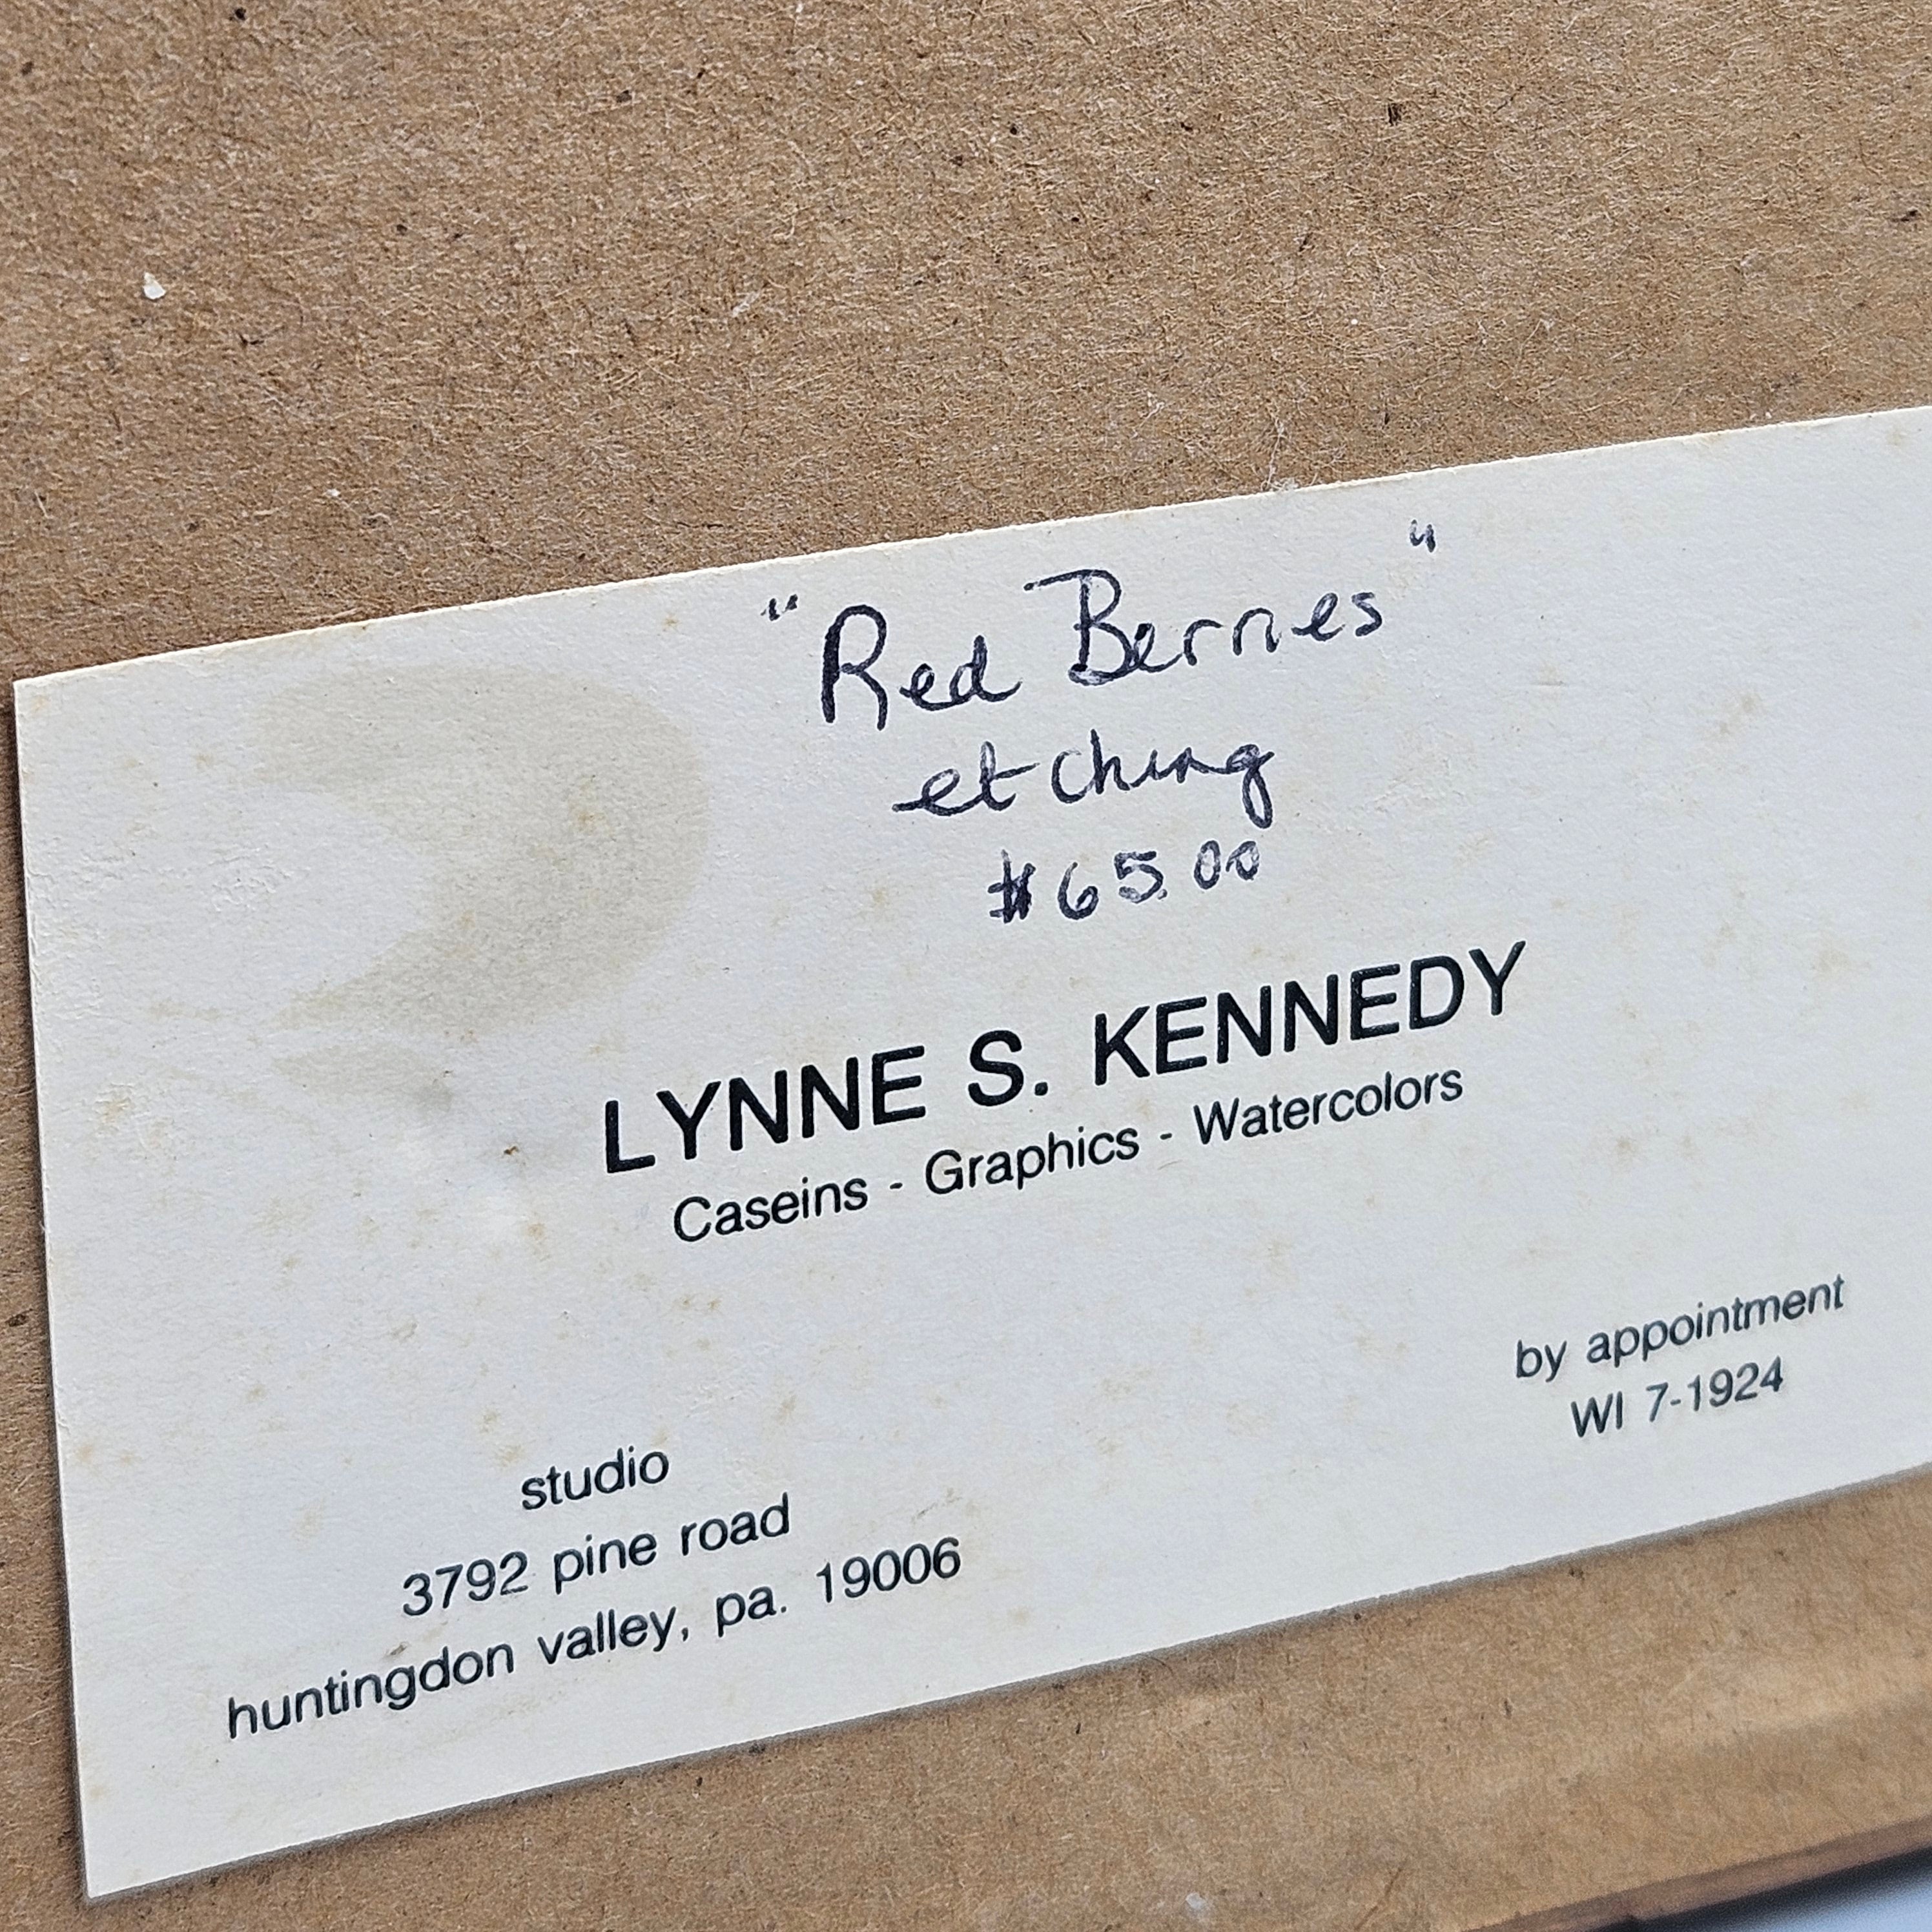 "Red Berries"
etching
$65.00
LYNNE S. KENNEDY
Caseins - Graphics - Watercolors
by appointment
WI 7-1924
studio
3792 pine road
huntingdon valley, pa. 19006